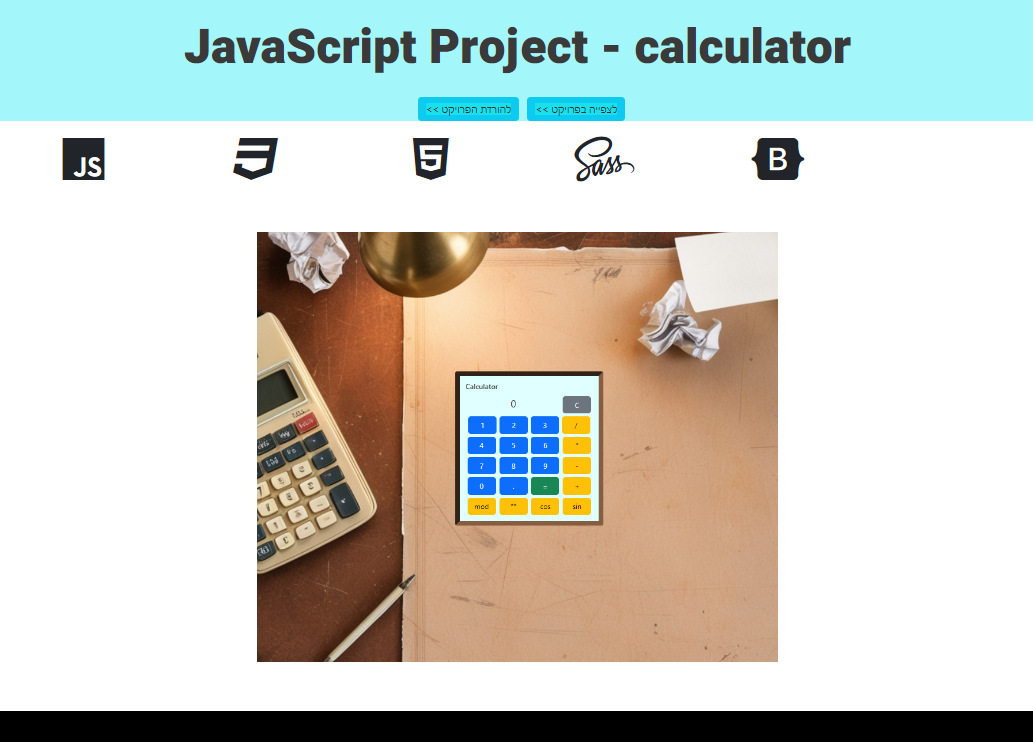 JavaScript Project - calculator
להורדת הפרויקט >>
לצפייה בפרויקט >>
JS
5
Sass
B
Calculator
0
C
1 2 3 /
4 5 6 *
7 8 9 -
0 . = +
mod ** cos sin